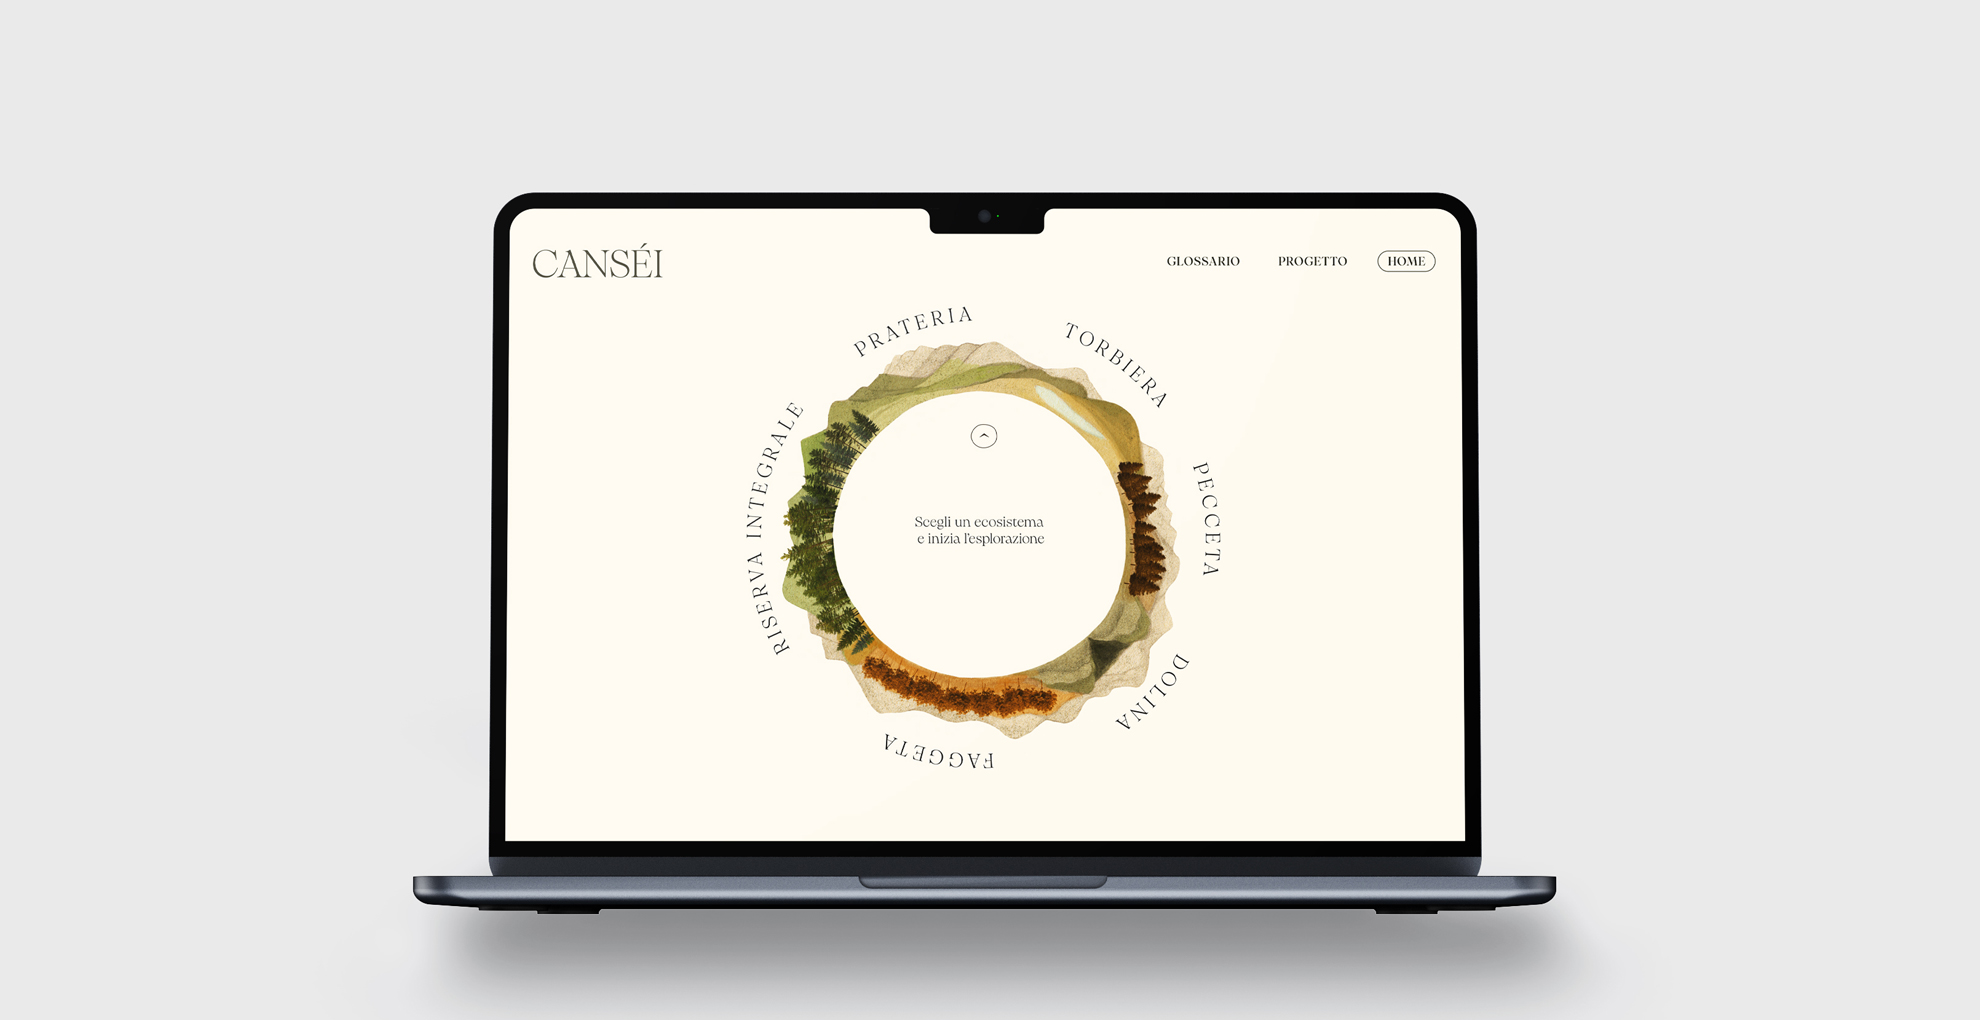 CANSÉI
GLOSSARIO
PROGETTO
HOME
PRATERIA
TORBIERA
PECCETA
DOLINA
FAGGETA
RISERVA INTEGRALE
Scegli un ecosistema
e inizia l'esplorazione